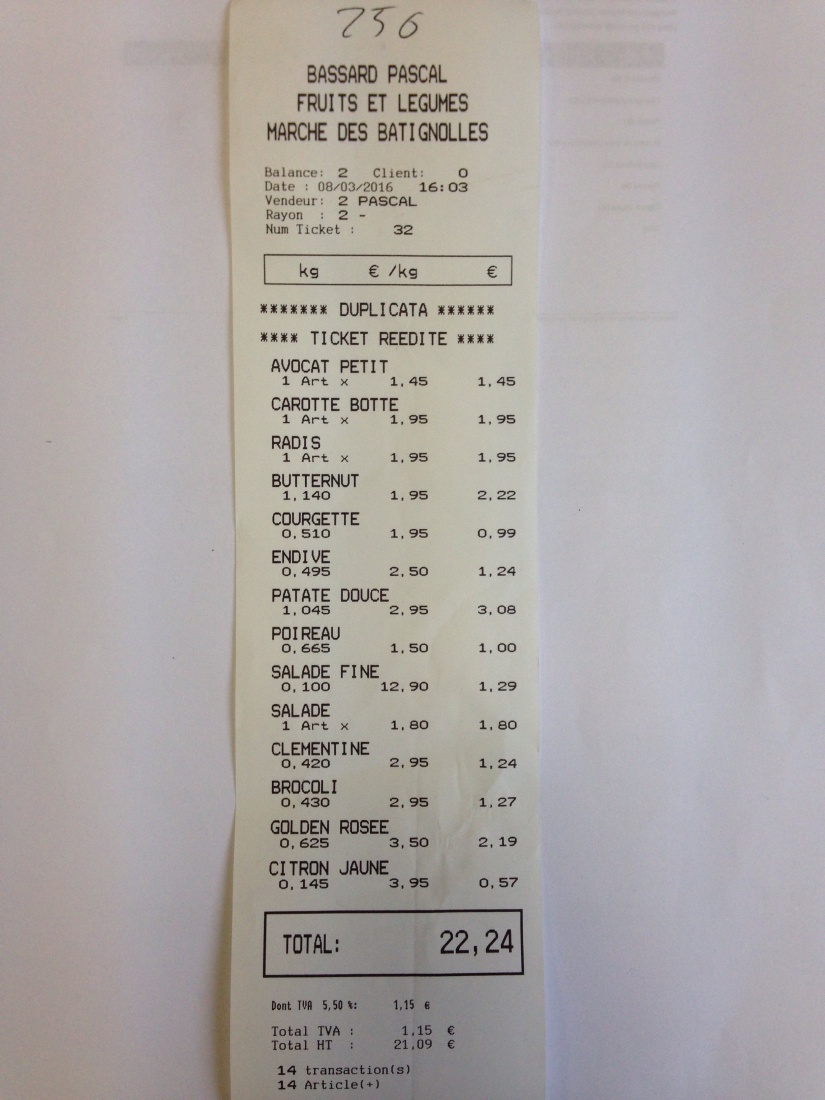 756
BASSARD PASCAL
FRUITS ET LEGUMES
MARCHE DES BATIGNOLLES
Balance: 2 Client: 0
Date : 08/03/2016 16:03
Vendeur: 2 PASCAL
Rayon : 2 -
Num Ticket : 32
kg € /kg €
******* DUPLICATA ******
**** TICKET REEDITE ****
AVOCAT PETIT
1 Art x 1,45 1,45
CAROTTE BOTTE
1 Art x 1,95 1,95
RADIS
1 Art x 1,95 1,95
BUTTERNUT
1,140 1,95 2,22
COURGETTE
0,510 1,95 0,99
ENDIVE
0,495 2,50 1,24
PATATE DOUCE
1,045 2,95 3,08
POIREAU
0,665 1,50 1,00
SALADE FINE
0,100 12,90 1,29
SALADE
1 Art x 1,80 1,80
CLEMENTINE
0,420 2,95 1,24
BROCOLI
0,430 2,95 1,27
GOLDEN ROSEE
0,625 3,50 2,19
CITRON JAUNE
0,145 3,95 0,57
TOTAL: 22,24
Dont TVA 5,50 %: 1,15 €
Total TVA : 1,15 €
Total HT : 21,09 €
14 transaction(s)
14 Article(+)